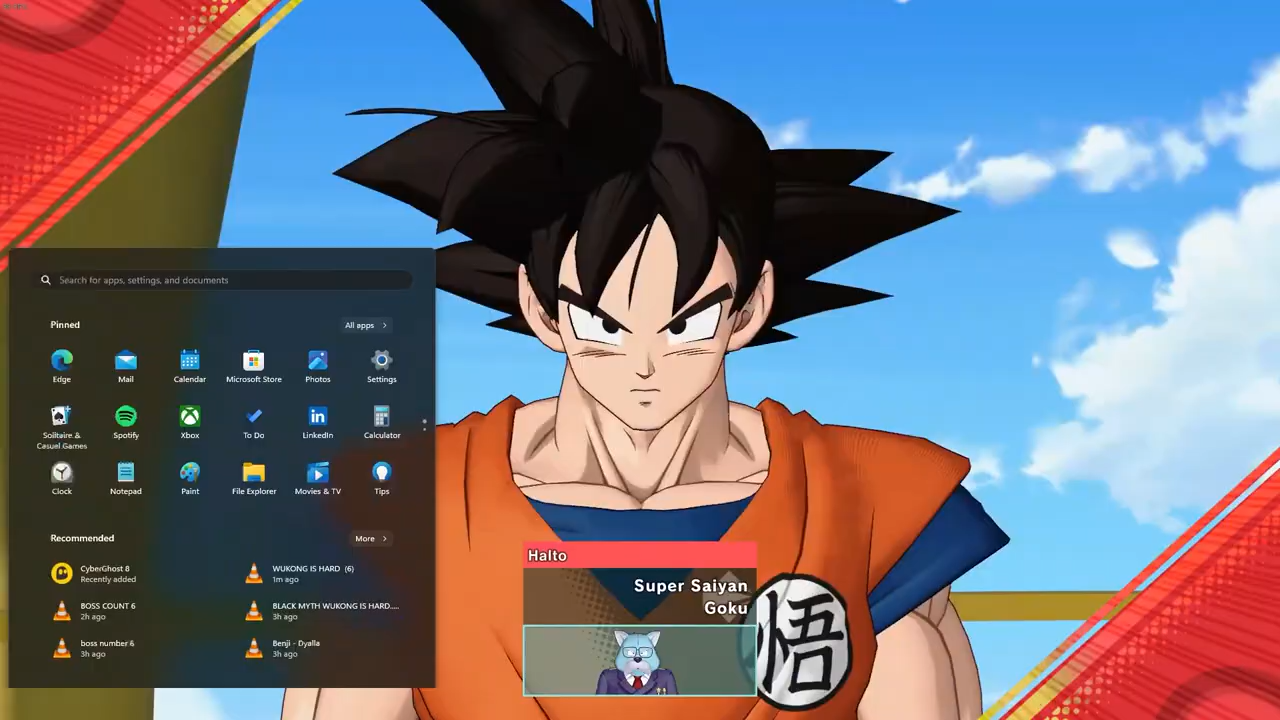 Search for apps, settings, and documents
Pinned
All apps
Edge
Mail
Calendar
Microsoft Store
Photos
Settings
Solitaire &
Casual Games
Spotify
Xbox
To Do
LinkedIn
Calculator
Clock
Notepad
Paint
File Explorer
Movies & TV
Tips
Recommended
More
CyberGhost 8
Recently added
WUKONG IS HARD (6)
1m ago
BOSS COUNT 6
2h ago
BLACK MYTH WUKONG IS HARD....
3h ago
boss number 6
3h ago
Benji - Dyalla
3h ago
Halto
Super Saiyan
Goku
悟